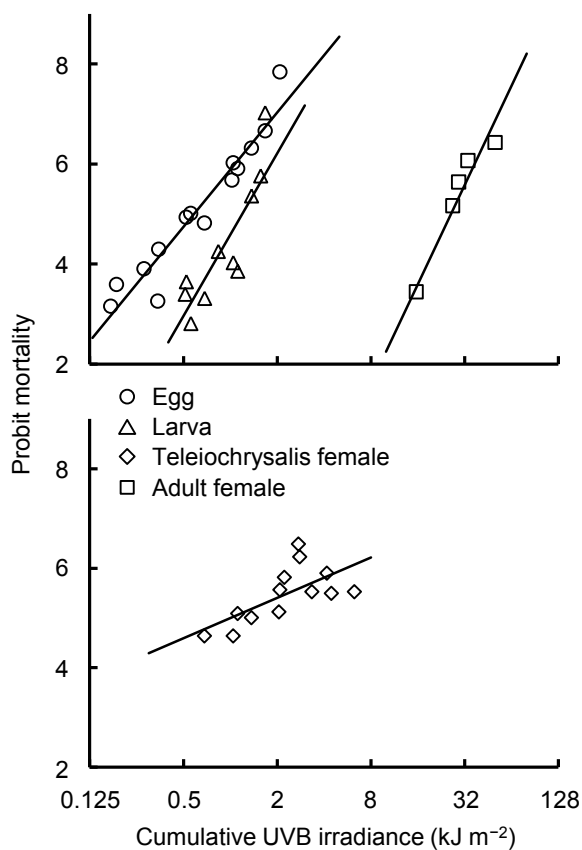 8
6
4
2
Probit mortality
Egg
Larva
Teleiochrysalis female
Adult female
8
6
4
2
0.125 0.5 2 8 32 128
Cumulative UVB irradiance (kJ m⁻²)